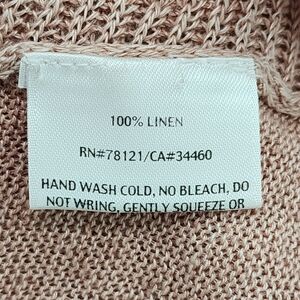 100% LINEN
RN#78121/CA#34460
HAND WASH COLD, NO BLEACH, DO
NOT WRING, GENTLY SQUEEZE OR